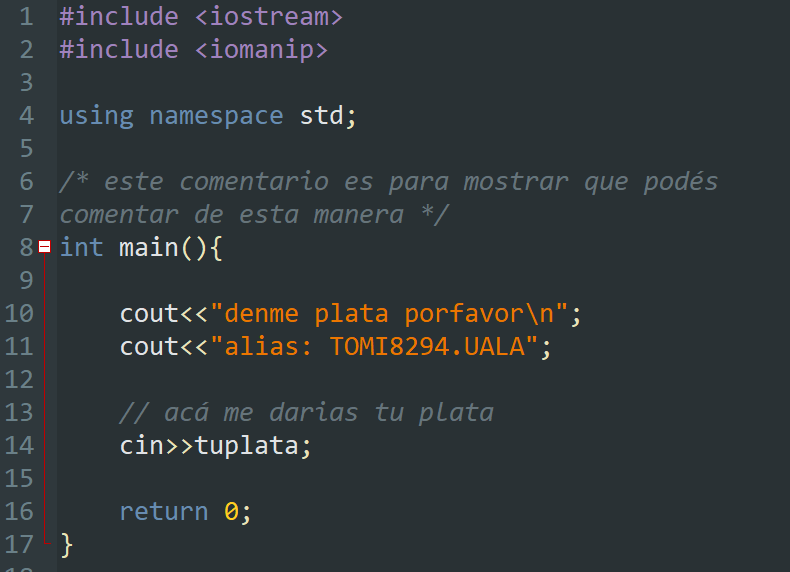 1 #include <iostream>
2 #include <iomanip>
3
4 using namespace std;
5
6 /* este comentario es para mostrar que podés
7 comentar de esta manera */
8 int main(){
9
10 cout<<"denme plata porfavor\n";
11 cout<<"alias: TOMI8294.UALA";
12
13 // acá me darias tu plata
14 cin>>tuplata;
15
16 return 0;
17 }